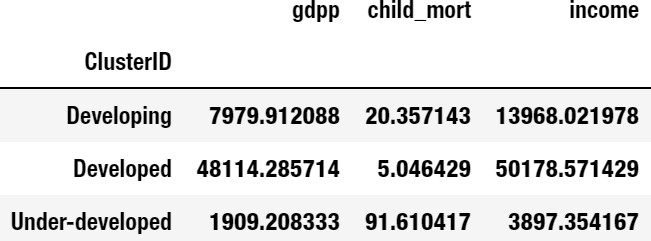 gdpp child_mort income
ClusterID
Developing 7979.912088 20.357143 13968.021978
Developed 48114.285714 5.046429 50178.571429
Under-developed 1909.208333 91.610417 3897.354167